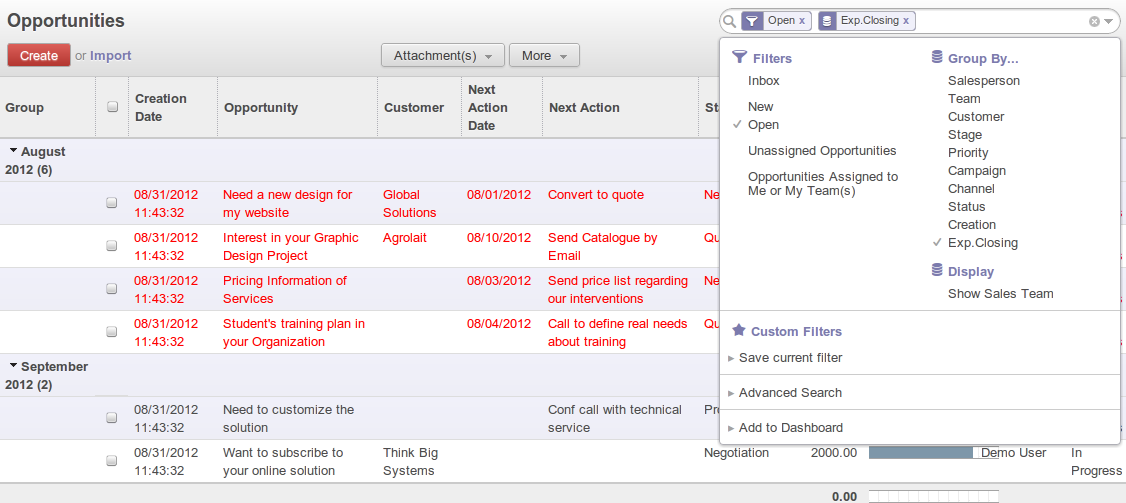 Opportunities
Open x
Exp.Closing x
Create or Import
Attachment(s)
More
Filters
Inbox
New
Open
Unassigned Opportunities
Opportunities Assigned to
Me or My Team(s)
Group By...
Salesperson
Team
Customer
Stage
Priority
Campaign
Channel
Status
Creation
Exp.Closing
Display
Show Sales Team
Custom Filters
Save current filter
Advanced Search
Add to Dashboard
Group
Creation
Date
Opportunity
Customer
Next
Action
Date
Next Action
August
2012 (6)
08/31/2012
11:43:32
Need a new design for
my website
Global
Solutions
08/01/2012
Convert to quote
08/31/2012
11:43:32
Interest in your Graphic
Design Project
Agrolait
08/10/2012
Send Catalogue by
Email
08/31/2012
11:43:32
Pricing Information of
Services
08/03/2012
Send price list regarding
our interventions
08/31/2012
11:43:32
Student's training plan in
your Organization
08/04/2012
Call to define real needs
about training
September
2012 (2)
08/31/2012
11:43:32
Need to customize the
solution
Conf call with technical
service
08/31/2012
11:43:32
Want to subscribe to
your online solution
Think Big
Systems
Negotiation
2000.00
Demo User
In
Progress
0.00